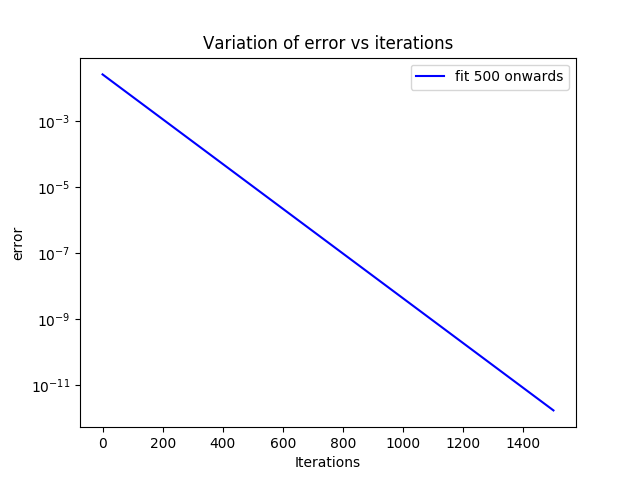 Variation of error vs iterations
fit 500 onwards
10⁻³
10⁻⁵
10⁻⁷
10⁻⁹
10⁻¹¹
error
0 200 400 600 800 1000 1200 1400
Iterations